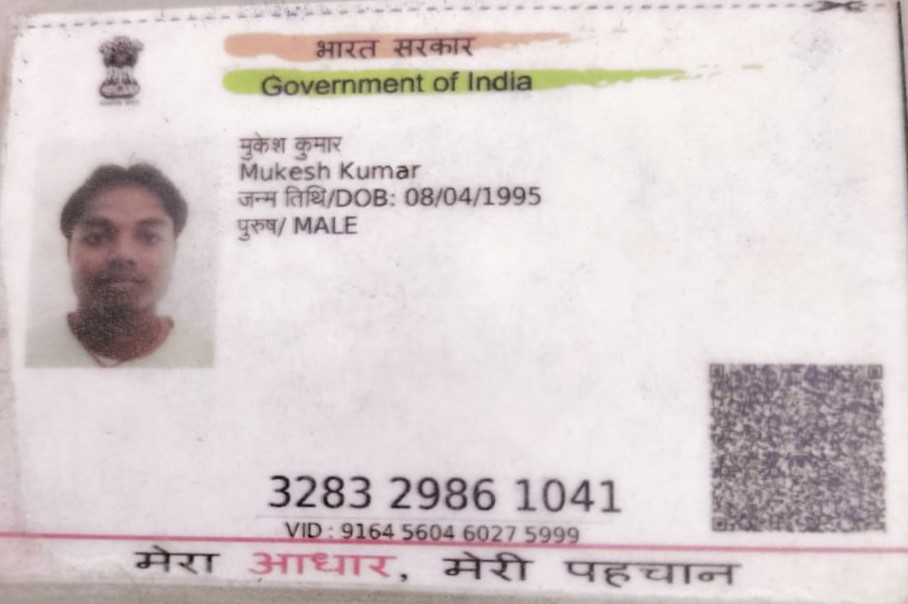 भारत सरकार
Government of India
मुकेश कुमार
Mukesh Kumar
जन्म तिथि/DOB: 08/04/1995
पुरुष/ MALE
3283 2986 1041
VID : 9164 5604 6027 5999
मेरा आधार, मेरी पहचान